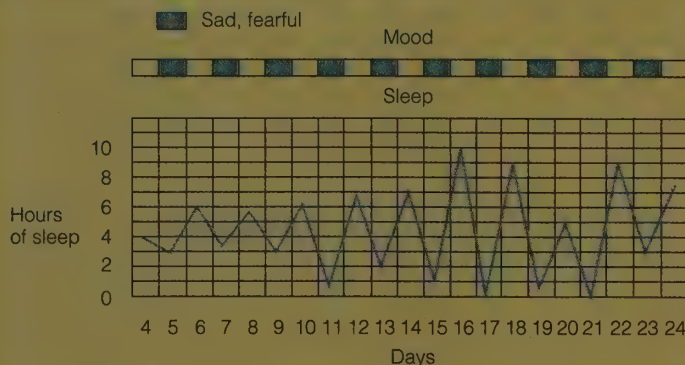 Sad, fearful
Mood
Sleep
10
8
6
4
2
0
Hours
of sleep
4 5 6 7 8 9 10 11 12 13 14 15 16 17 18 19 20 21 22 23 24
Days